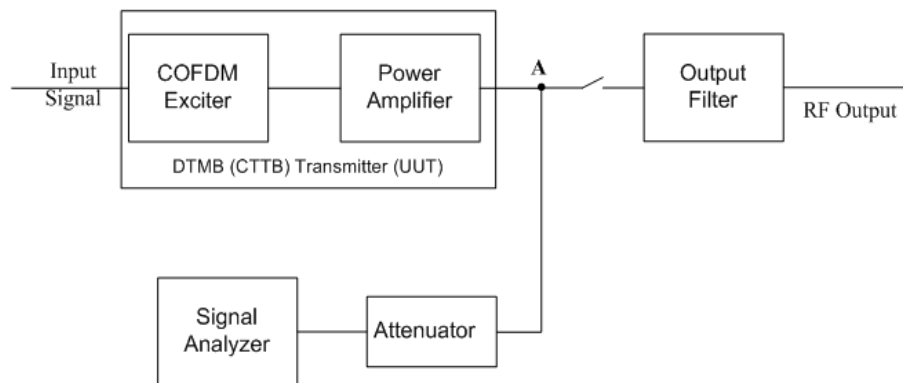 Input
Signal
COFDM
Exciter
Power
Amplifier
A
Output
Filter
RF Output
DTMB (CTTB) Transmitter (UUT)
Signal
Analyzer
Attenuator